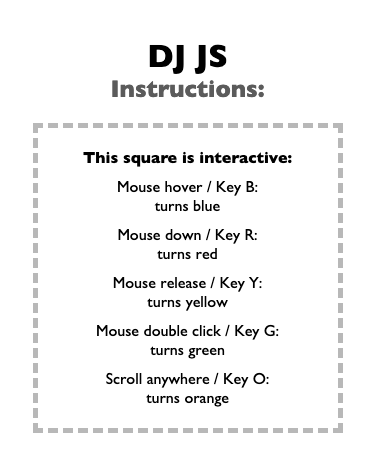 DJ JS
Instructions:
This square is interactive:
Mouse hover / Key B:
turns blue
Mouse down / Key R:
turns red
Mouse release / Key Y:
turns yellow
Mouse double click / Key G:
turns green
Scroll anywhere / Key O:
turns orange